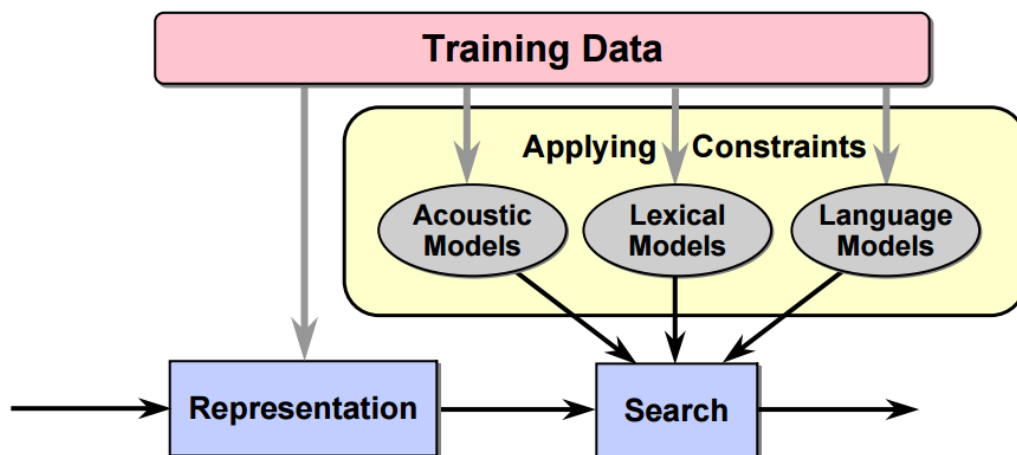 Training Data
Applying Constraints
Acoustic
Models
Lexical
Models
Language
Models
Representation
Search